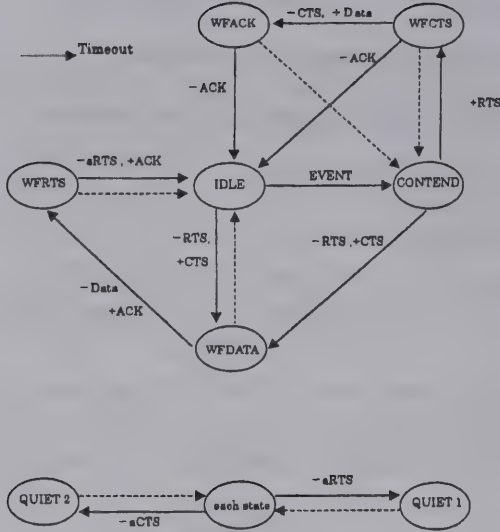 WFACK
–CTS, +Data
WFCTS
Timeout
–ACK
–ACK
+RTS
WFRTS
–aRTS, +ACK
IDLE
EVENT
CONTEND
–RTS,
+CTS
–RTS,+CTS
–Data
+ACK
WFDATA
QUIET 2
each state
–aRTS
QUIET 1
–aCTS